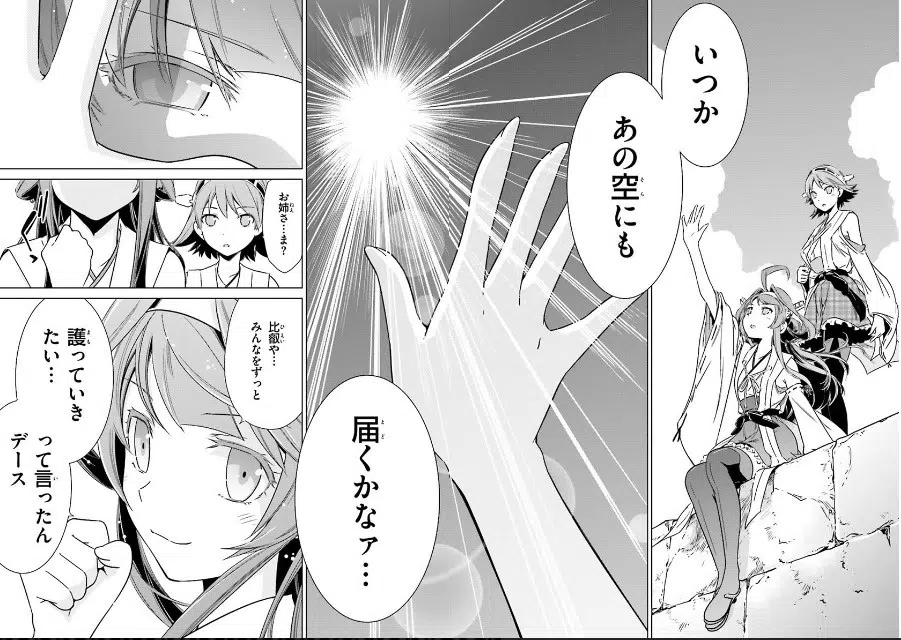 いつか
あの空にも
届くかなァ…
お姉さ…ま?
比叡や…
みんなをずっと
護っていき
たい…
って言ったん
デース